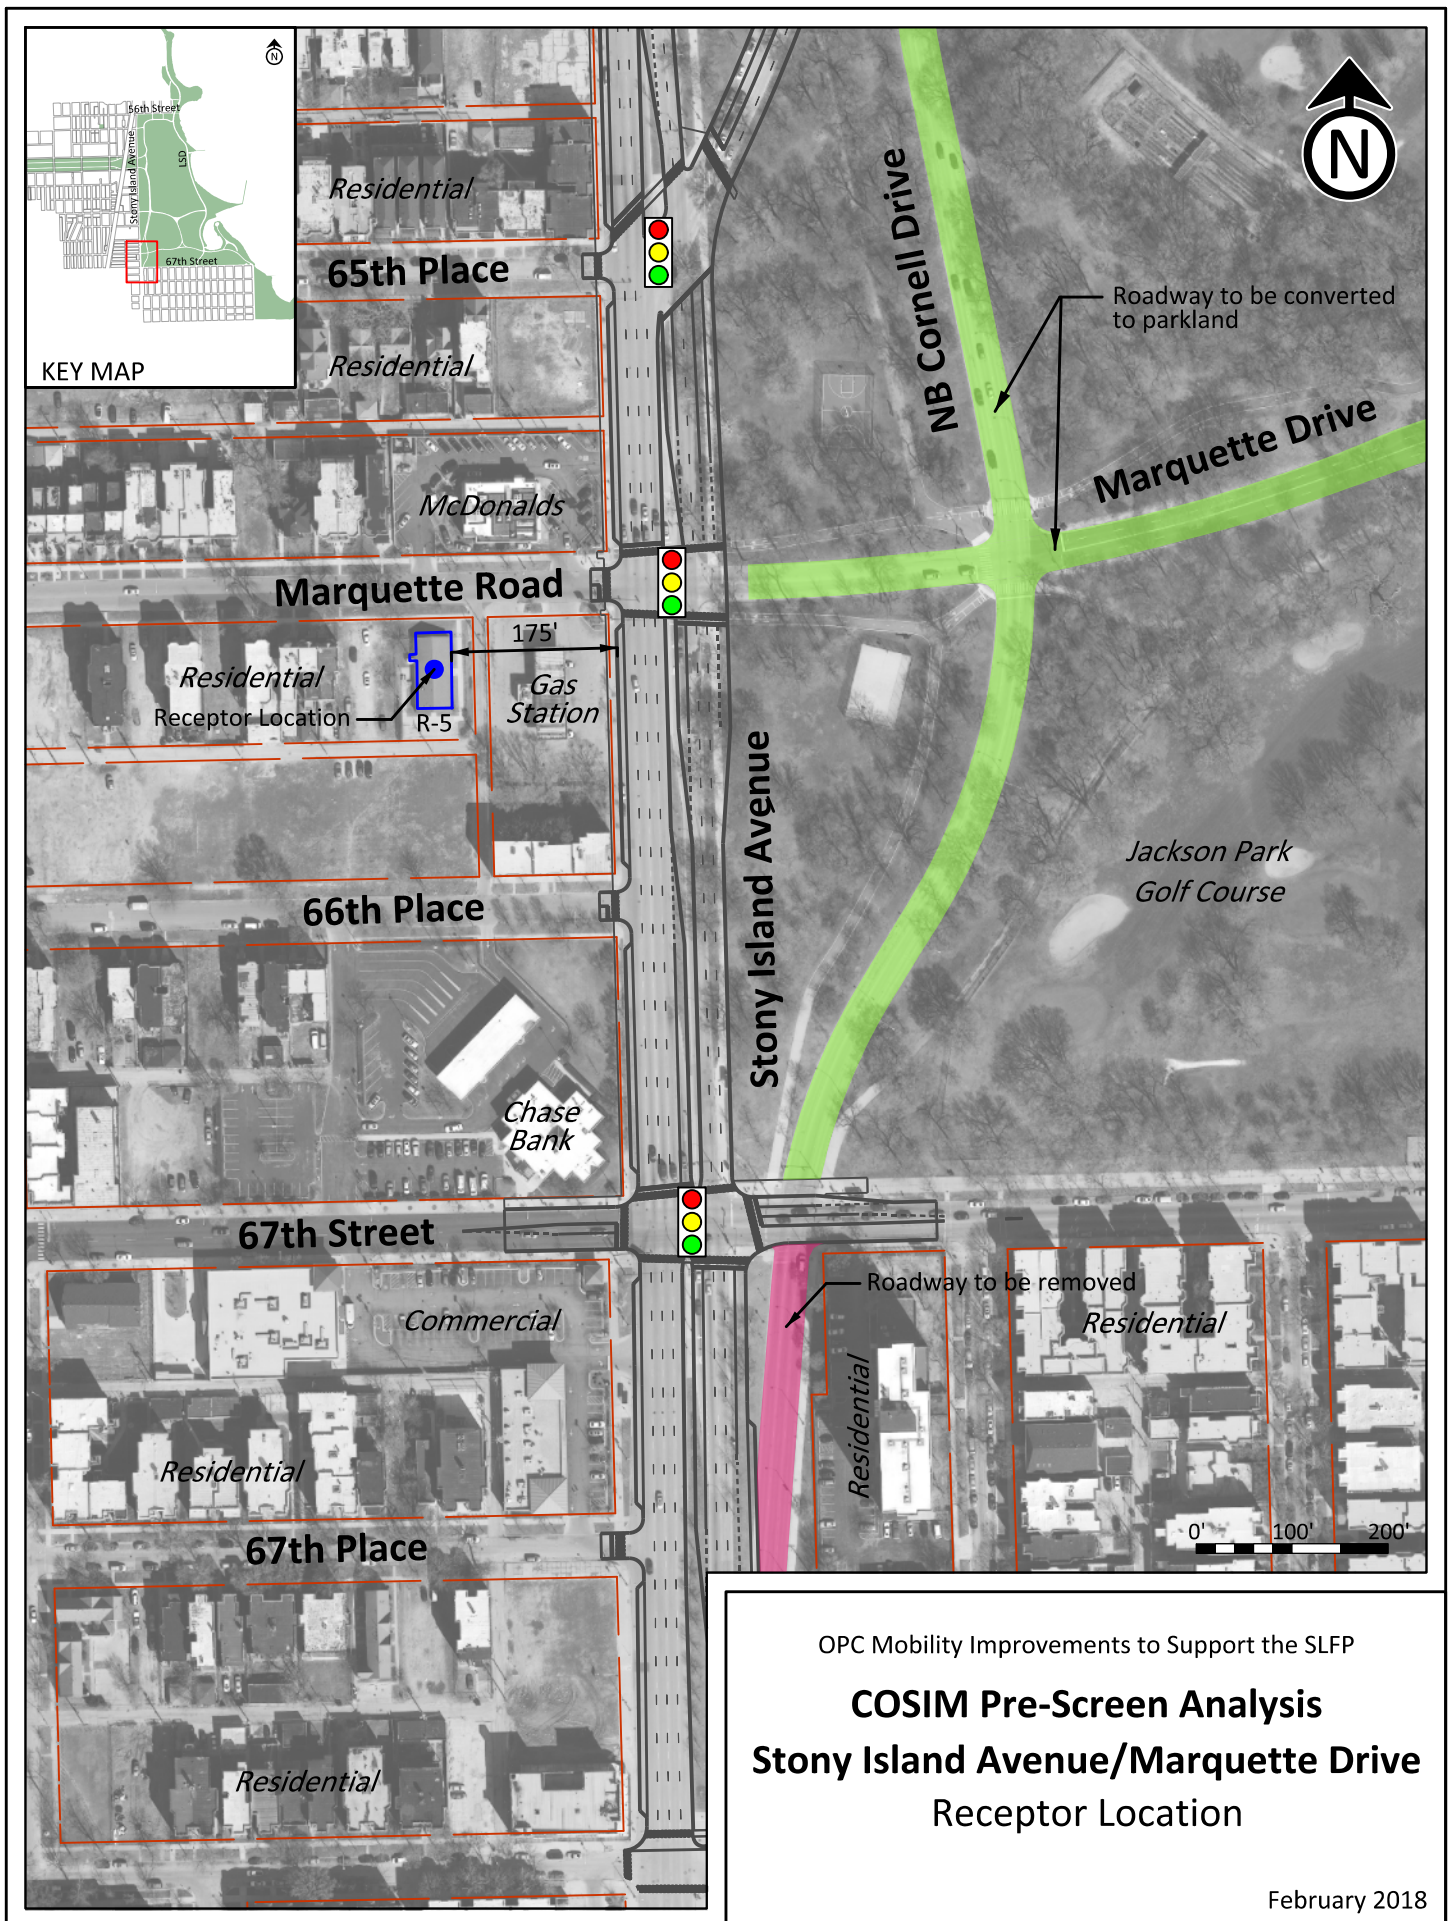 N
56th Street
Stony Island Avenue
LSD
67th Street
KEY MAP
N
Residential
65th Place
Residential
NB Cornell Drive
Roadway to be converted
to parkland
Marquette Drive
McDonalds
Marquette Road
175'
Residential
Gas
Station
Receptor Location
R-5
Stony Island Avenue
Jackson Park
Golf Course
66th Place
Chase
Bank
67th Street
Roadway to be removed
Commercial
Residential
Residential
Residential
67th Place
0' 100' 200'
Residential
OPC Mobility Improvements to Support the SLFP
COSIM Pre-Screen Analysis
Stony Island Avenue/Marquette Drive
Receptor Location
February 2018